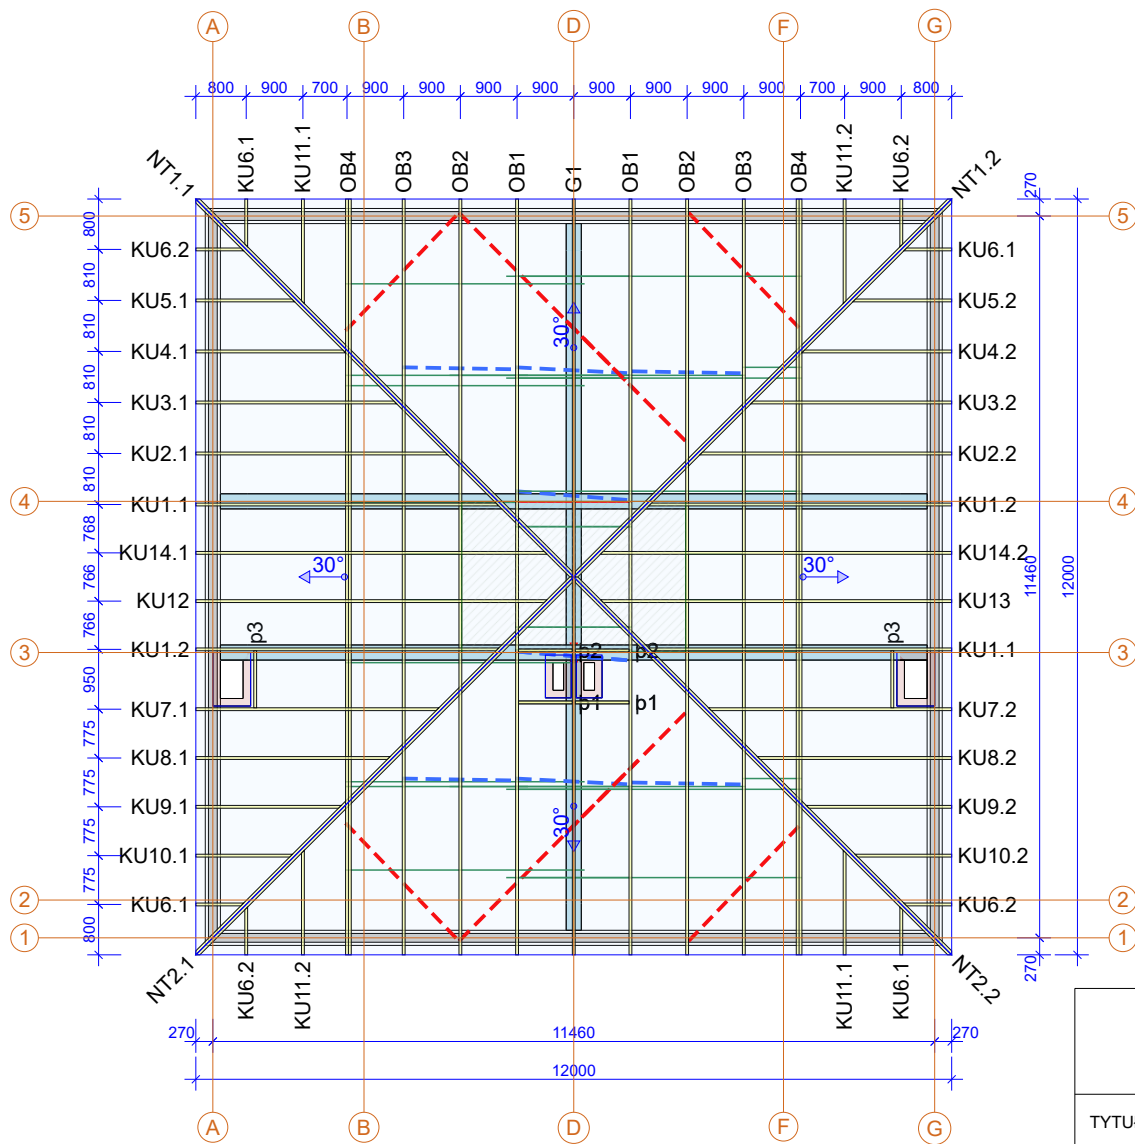 A B D F G
800 900 700 900 900 900 900 900 900 900 900 700 900 800
NT1.1 KU6.1 KU11.1 OB4 OB3 OB2 OB1 G1 OB1 OB2 OB3 OB4 KU11.2 KU6.2 NT1.2
270
5 5
800
KU6.2 KU6.1
810
KU5.1 KU5.2
810
30°
KU4.1 KU4.2
810
KU3.1 KU3.2
810
KU2.1 KU2.2
810
4 KU1.1 KU1.2 4
768
KU14.1 KU14.2
766
30° 30°
11460 12000
KU12 KU13
766
p3 p3
KU1.2 p2 p2 KU1.1
3 3
950
p1 p1
KU7.1 KU7.2
775
KU8.1 KU8.2
775
KU9.1 KU9.2
775
30°
KU10.1 KU10.2
775
2 2
KU6.1 KU6.2
800
1 1
270
NT2.1 KU6.2 KU11.2 KU11.1 KU6.1 NT2.2
270 11460 270
12000
A B D F G
TYTU